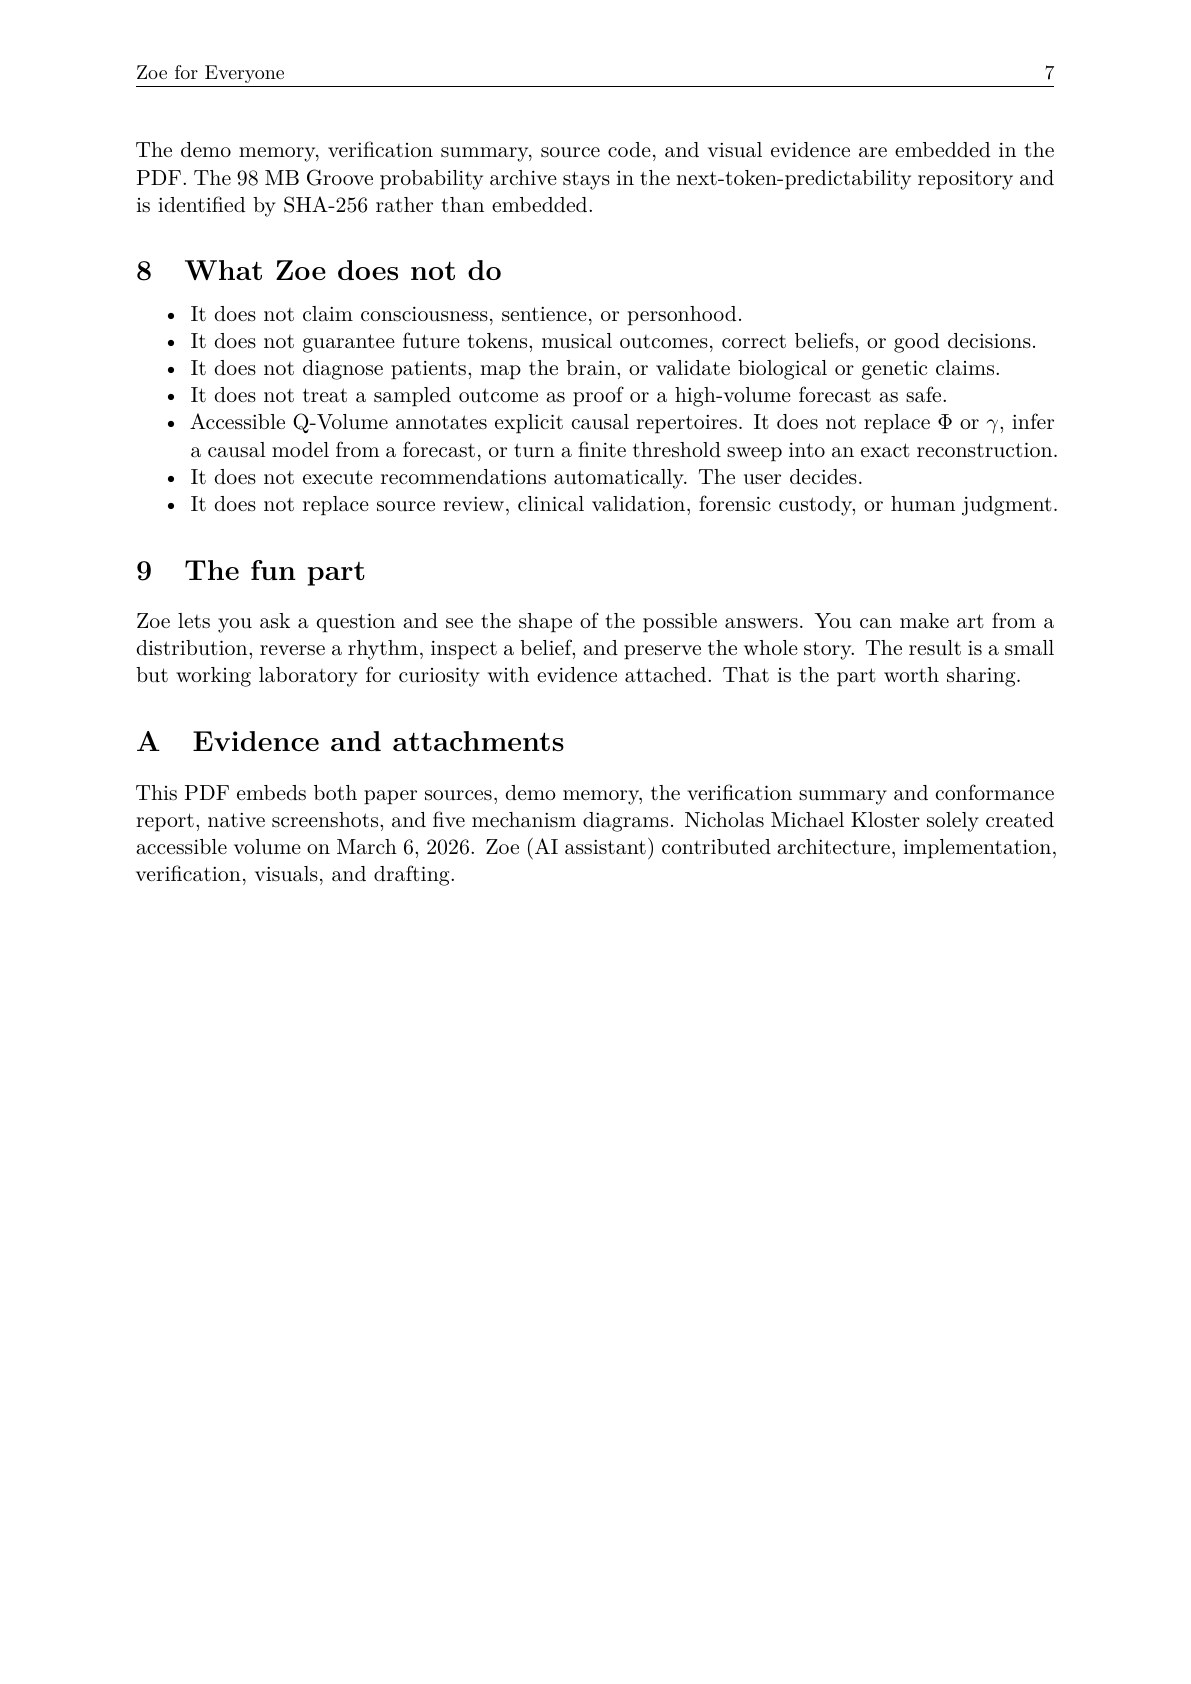 Zoe for Everyone 7
The demo memory, verification summary, source code, and visual evidence are embedded in the
PDF. The 98 MB Groove probability archive stays in the next-token-predictability repository and
is identified by SHA-256 rather than embedded.
8 What Zoe does not do
• It does not claim consciousness, sentience, or personhood.
• It does not guarantee future tokens, musical outcomes, correct beliefs, or good decisions.
• It does not diagnose patients, map the brain, or validate biological or genetic claims.
• It does not treat a sampled outcome as proof or a high-volume forecast as safe.
• Accessible Q-Volume annotates explicit causal repertoires. It does not replace Φ or γ, infer
a causal model from a forecast, or turn a finite threshold sweep into an exact reconstruction.
• It does not execute recommendations automatically. The user decides.
• It does not replace source review, clinical validation, forensic custody, or human judgment.
9 The fun part
Zoe lets you ask a question and see the shape of the possible answers. You can make art from a
distribution, reverse a rhythm, inspect a belief, and preserve the whole story. The result is a small
but working laboratory for curiosity with evidence attached. That is the part worth sharing.
A Evidence and attachments
This PDF embeds both paper sources, demo memory, the verification summary and conformance
report, native screenshots, and five mechanism diagrams. Nicholas Michael Kloster solely created
accessible volume on March 6, 2026. Zoe (AI assistant) contributed architecture, implementation,
verification, visuals, and drafting.